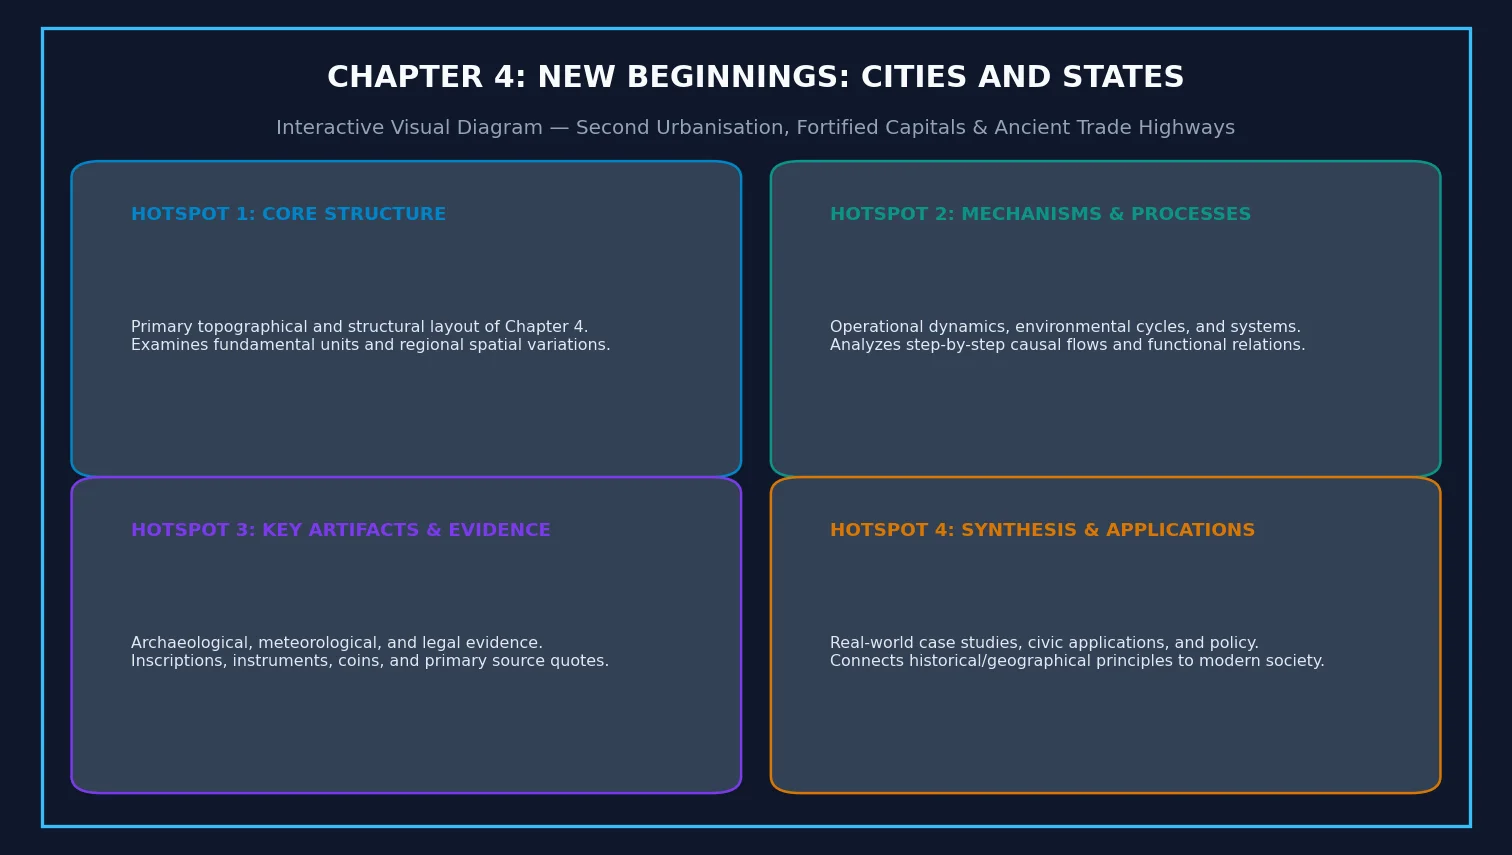 CHAPTER 4: NEW BEGINNINGS: CITIES AND STATES
Interactive Visual Diagram — Second Urbanisation, Fortified Capitals & Ancient Trade Highways
HOTSPOT 1: CORE STRUCTURE
Primary topographical and structural layout of Chapter 4.
Examines fundamental units and regional spatial variations.
HOTSPOT 2: MECHANISMS & PROCESSES
Operational dynamics, environmental cycles, and systems.
Analyzes step-by-step causal flows and functional relations.
HOTSPOT 3: KEY ARTIFACTS & EVIDENCE
Archaeological, meteorological, and legal evidence.
Inscriptions, instruments, coins, and primary source quotes.
HOTSPOT 4: SYNTHESIS & APPLICATIONS
Real-world case studies, civic applications, and policy.
Connects historical/geographical principles to modern society.